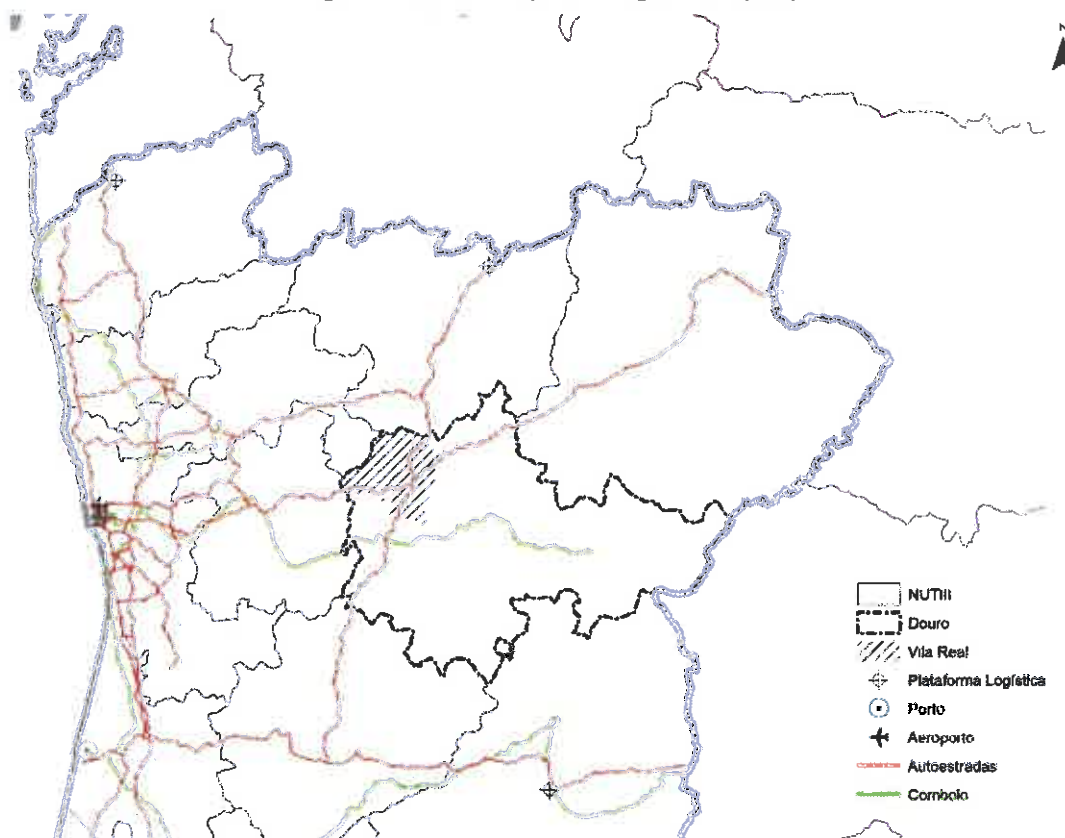 N
NUTIII
Douro
Vila Real
Plataforma Logística
Porto
Aeroporto
Autoestradas
Comboio